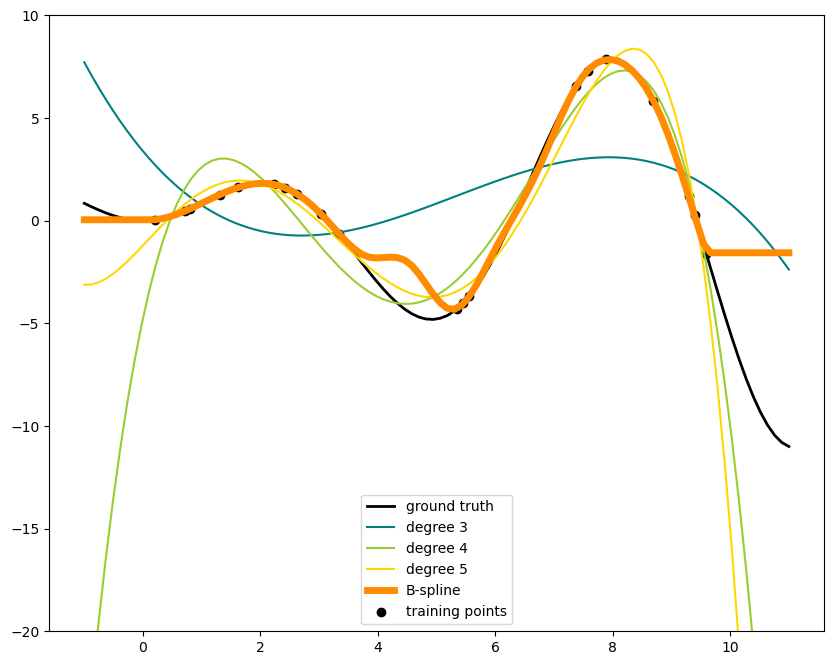 10
5
0
−5
−10
−15
−20
0 2 4 6 8 10
ground truth
degree 3
degree 4
degree 5
B-spline
training points